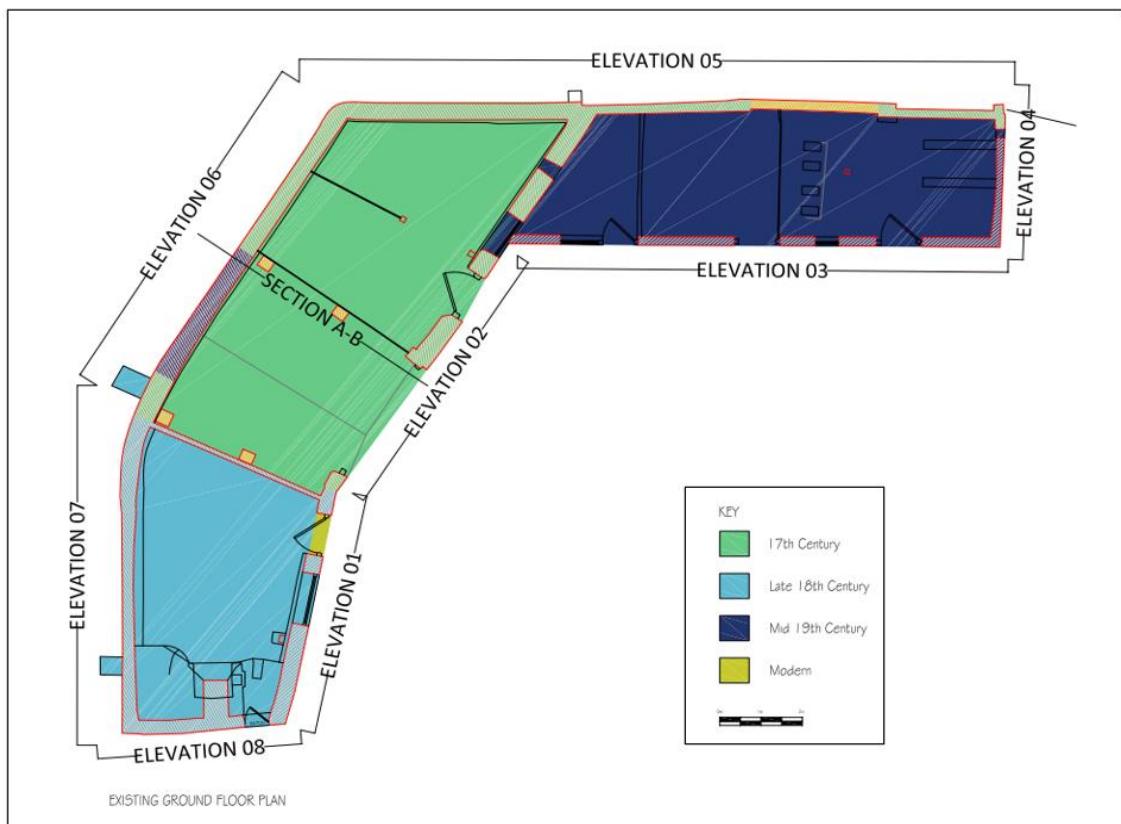 ELEVATION 05
ELEVATION 04
ELEVATION 06
ELEVATION 03
SECTION A-B
ELEVATION 02
ELEVATION 07
ELEVATION 01
ELEVATION 08
KEY
17th Century
Late 18th Century
Mid 19th Century
Modern
EXISTING GROUND FLOOR PLAN